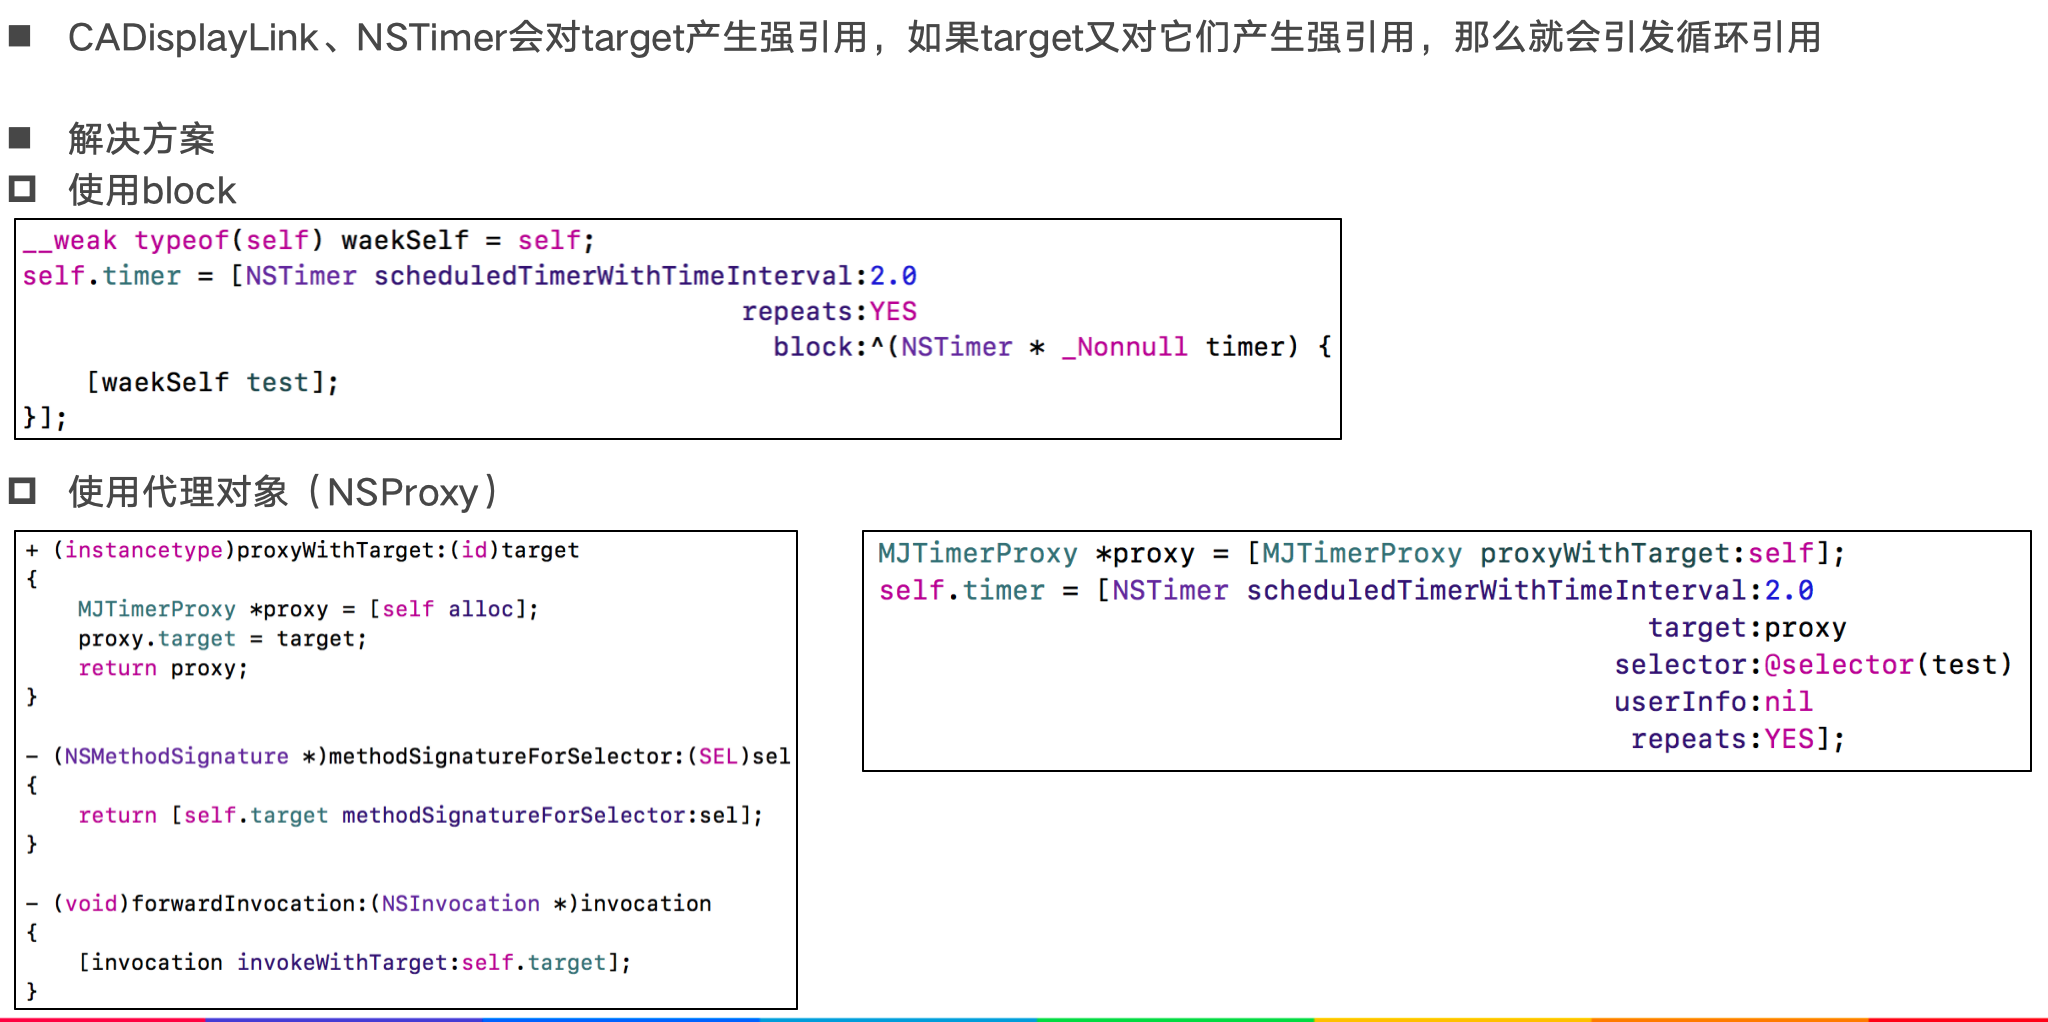 CADisplayLink、NSTimer会对target产生强引用，如果target又对它们产生强引用，那么就会引发循环引用
解决方案
使用block
__weak typeof(self) waekSelf = self;
self.timer = [NSTimer scheduledTimerWithTimeInterval:2.0
repeats:YES
block:^(NSTimer * _Nonnull timer) {
[waekSelf test];
}];
使用代理对象（NSProxy）
+ (instancetype)proxyWithTarget:(id)target
{
MJTimerProxy *proxy = [self alloc];
proxy.target = target;
return proxy;
}
- (NSMethodSignature *)methodSignatureForSelector:(SEL)sel
{
return [self.target methodSignatureForSelector:sel];
}
- (void)forwardInvocation:(NSInvocation *)invocation
{
[invocation invokeWithTarget:self.target];
}
MJTimerProxy *proxy = [MJTimerProxy proxyWithTarget:self];
self.timer = [NSTimer scheduledTimerWithTimeInterval:2.0
target:proxy
selector:@selector(test)
userInfo:nil
repeats:YES];